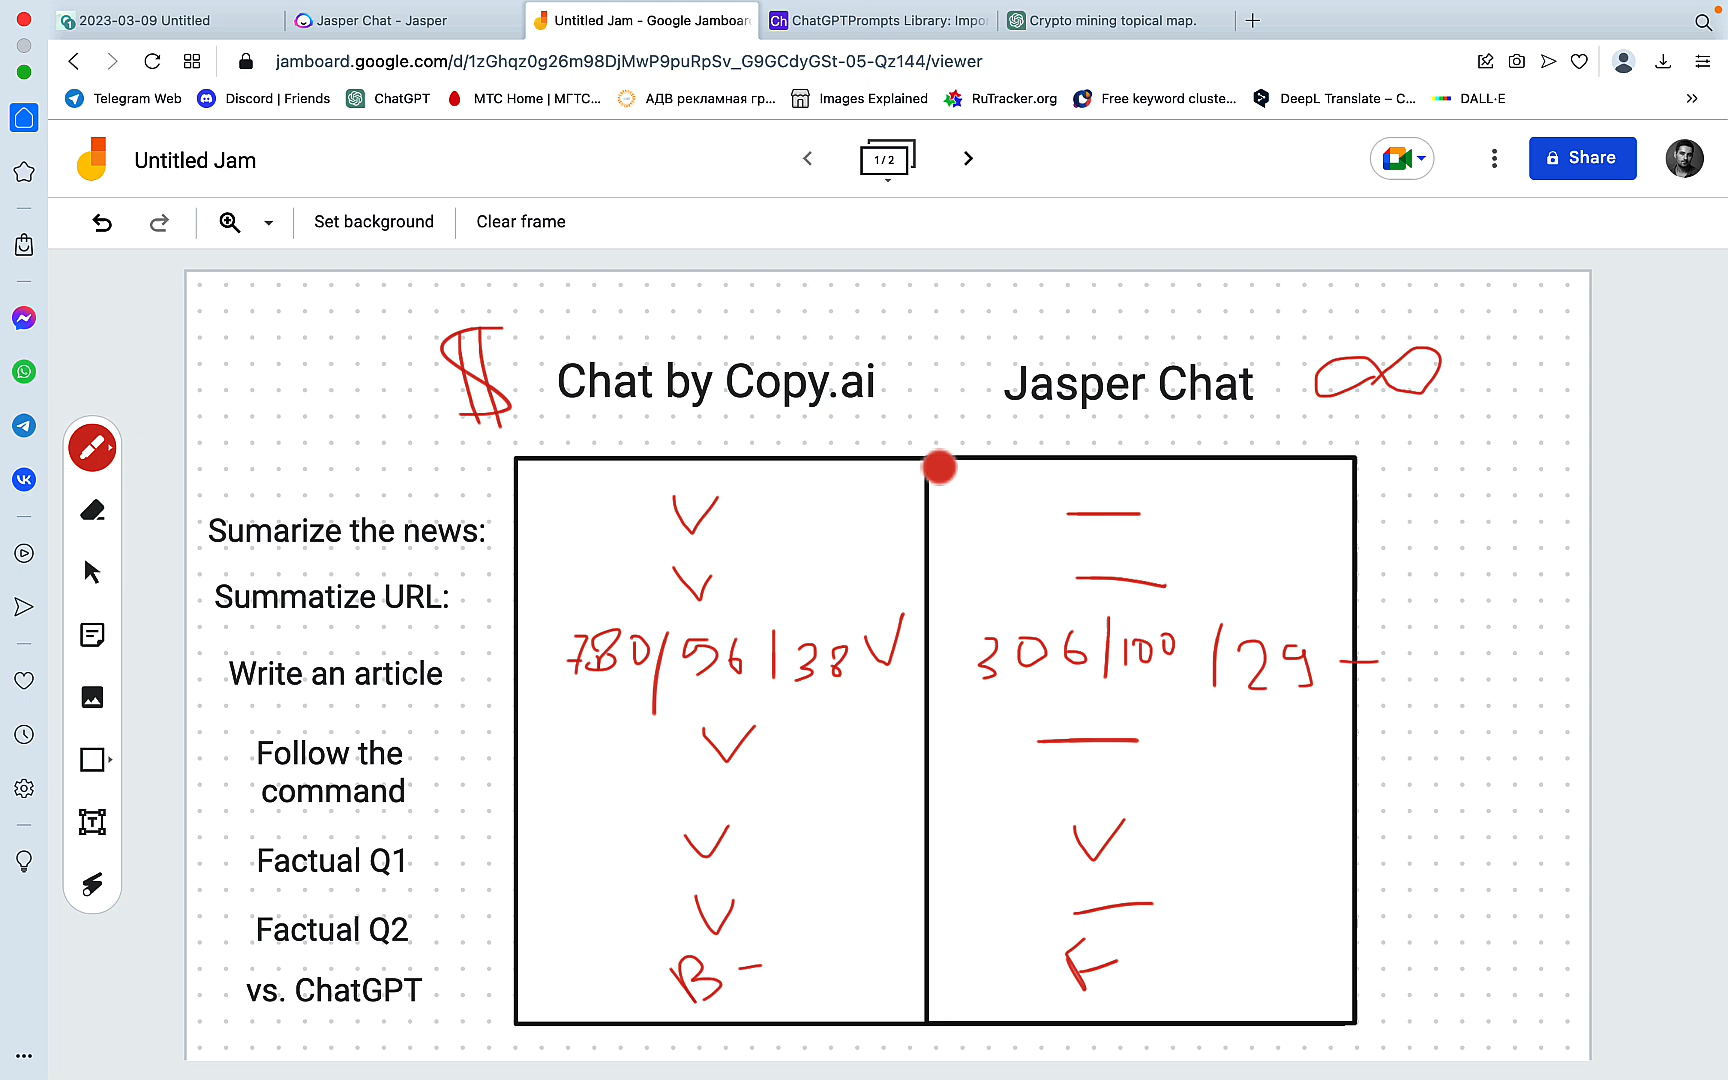 2023-03-09 Untitled
Jasper Chat - Jasper
Untitled Jam - Google Jamboar
Ch ChatGPTPrompts Library: Impo
Crypto mining topical map.
jamboard.google.com/d/1zGhqz0g26m98DjMwP9puRpSv_G9GCdyGSt-05-Qz144/viewer
Telegram Web
Discord | Friends
ChatGPT
МТС Home | МГТС...
АДВ рекламная гр...
Images Explained
RuTracker.org
Free keyword cluste...
DeepL Translate – C...
DALL·E
Untitled Jam
1 / 2
Share
Set background
Clear frame
$ Chat by Copy.ai
Jasper Chat
Sumarize the news:
Summatize URL:
Write an article
780/56/38
306/100/29 –
Follow the
command
Factual Q1
Factual Q2
vs. ChatGPT
B -
F